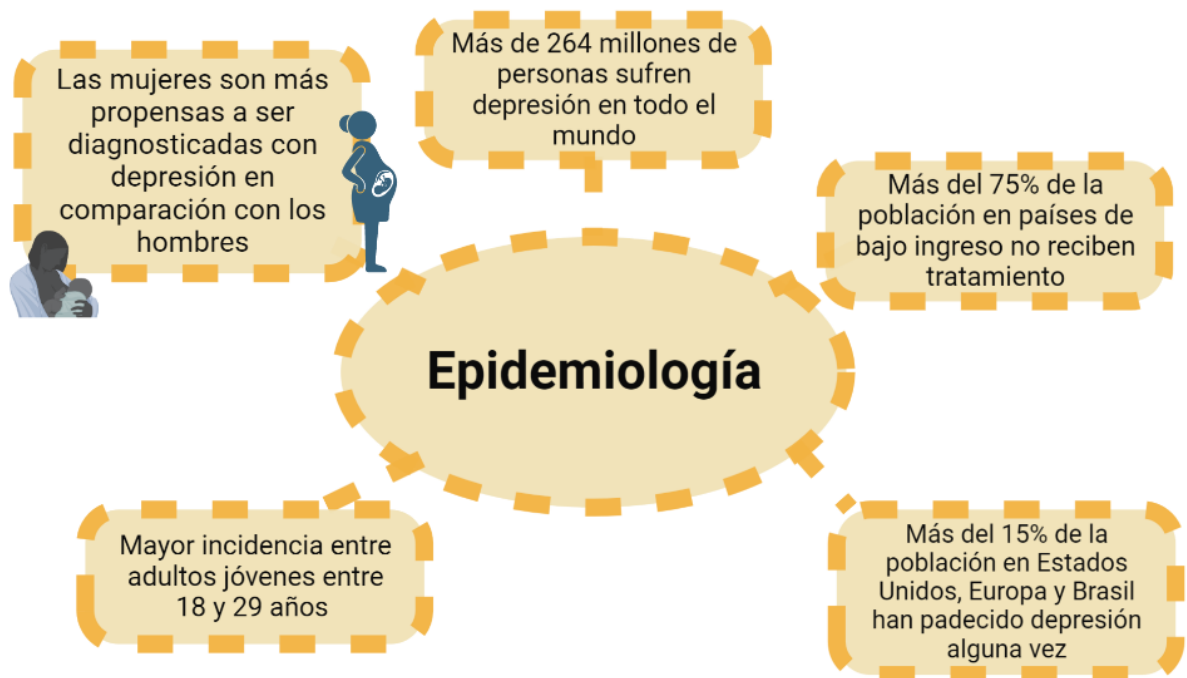 Más de 264 millones de
personas sufren
depresión en todo el
mundo
Las mujeres son más
propensas a ser
diagnosticadas con
depresión en
comparación con los
hombres
Más del 75% de la
población en países de
bajo ingreso no reciben
tratamiento
Epidemiología
Mayor incidencia entre
adultos jóvenes entre
18 y 29 años
Más del 15% de la
población en Estados
Unidos, Europa y Brasil
han padecido depresión
alguna vez